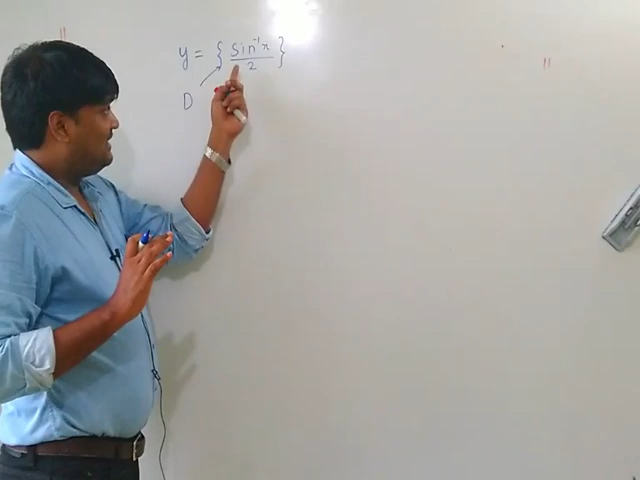 y = { sin⁻¹x / 2 }
D